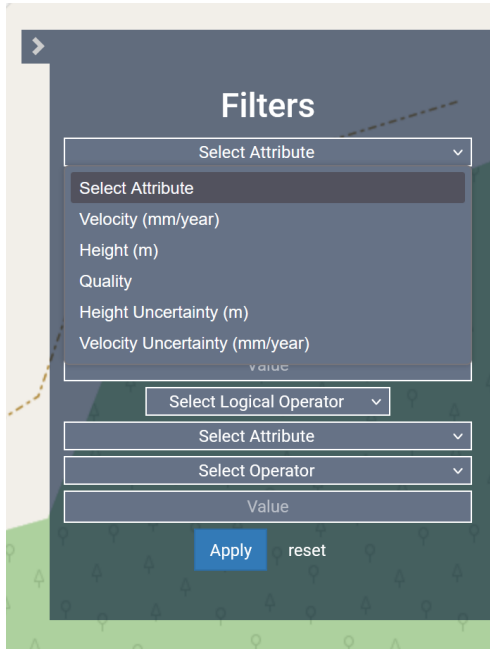 Filters
Select Attribute
Select Attribute
Velocity (mm/year)
Height (m)
Quality
Height Uncertainty (m)
Velocity Uncertainty (mm/year)
Value
Select Logical Operator
Select Attribute
Select Operator
Value
Apply reset